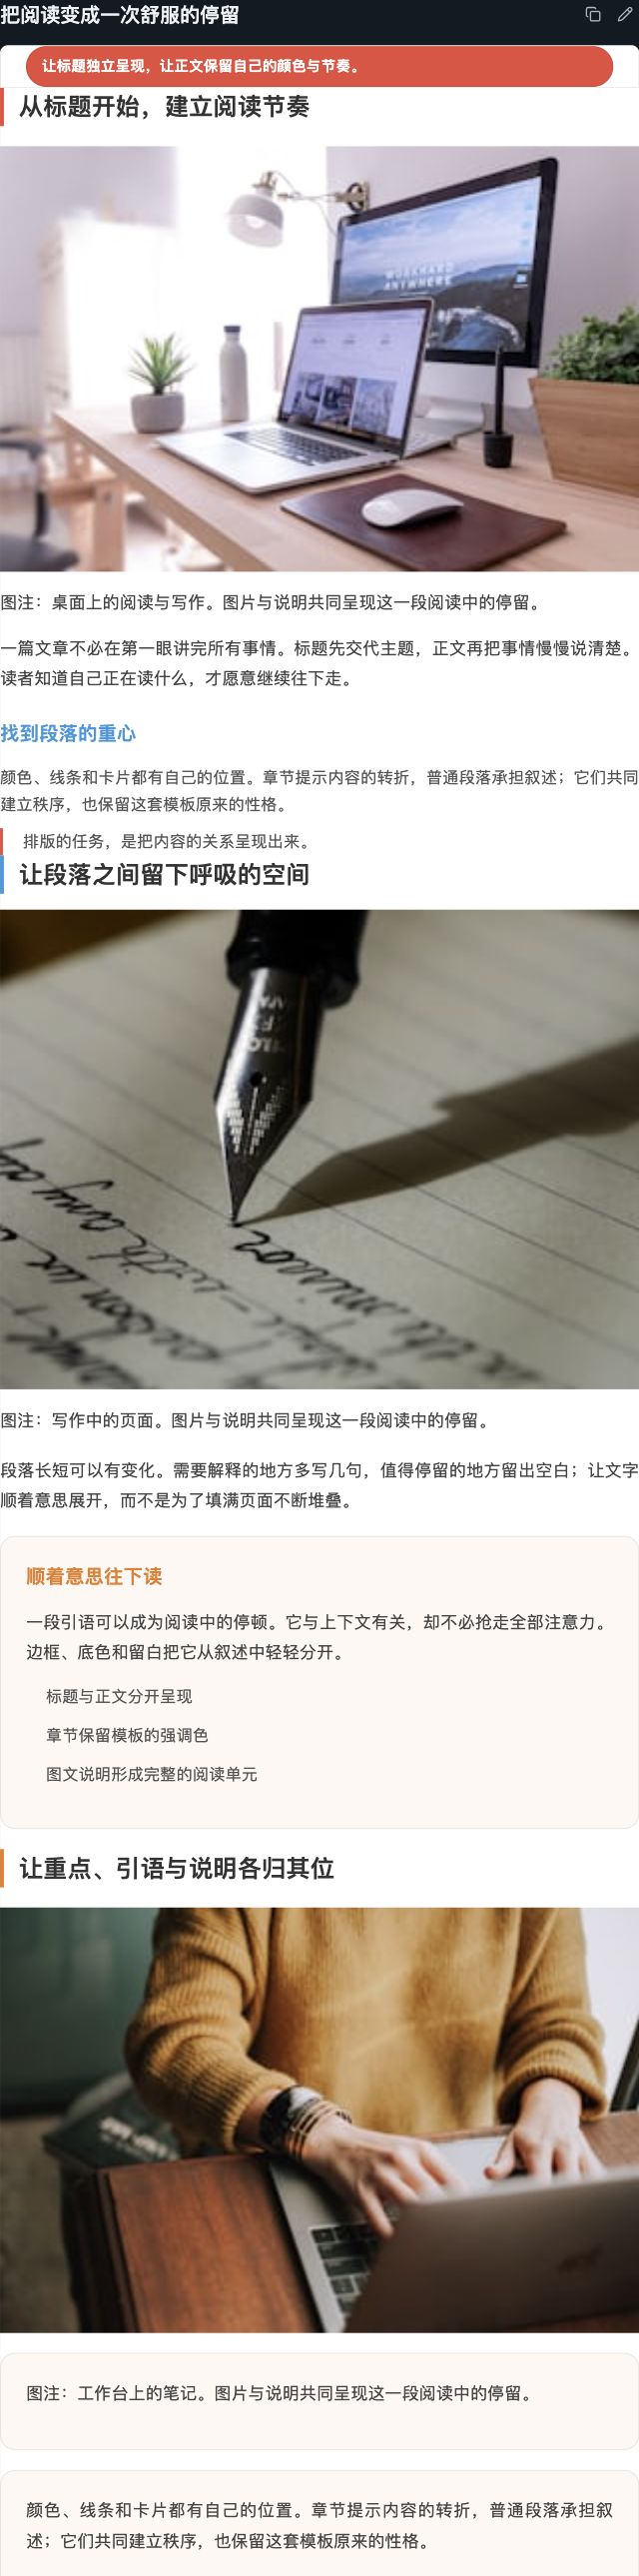 把阅读变成一次舒服的停留
让标题独立呈现，让正文保留自己的颜色与节奏。
从标题开始，建立阅读节奏
WORK HARD
ANYWHERE
图注：桌面上的阅读与写作。图片与说明共同呈现这一段阅读中的停留。
一篇文章不必在第一眼讲完所有事情。标题先交代主题，正文再把事情慢慢说清楚。
读者知道自己正在读什么，才愿意继续往下走。
找到段落的重心
颜色、线条和卡片都有自己的位置。章节提示内容的转折，普通段落承担叙述；它们共同
建立秩序，也保留这套模板原来的性格。
排版的任务，是把内容的关系呈现出来。
让段落之间留下呼吸的空间
图注：写作中的页面。图片与说明共同呈现这一段阅读中的停留。
段落长短可以有变化。需要解释的地方多写几句，值得停留的地方留出空白；让文字
顺着意思展开，而不是为了填满页面不断堆叠。
顺着意思往下读
一段引语可以成为阅读中的停顿。它与上下文有关，却不必抢走全部注意力。
边框、底色和留白把它从叙述中轻轻分开。
标题与正文分开呈现
章节保留模板的强调色
图文说明形成完整的阅读单元
让重点、引语与说明各归其位
图注：工作台上的笔记。图片与说明共同呈现这一段阅读中的停留。
颜色、线条和卡片都有自己的位置。章节提示内容的转折，普通段落承担叙
述；它们共同建立秩序，也保留这套模板原来的性格。